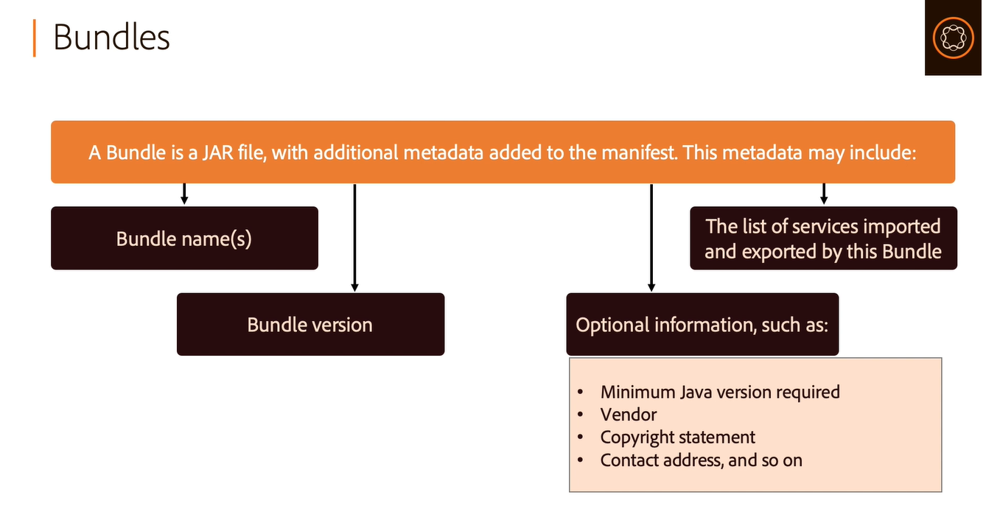 Bundles
A Bundle is a JAR file, with additional metadata added to the manifest. This metadata may include:
Bundle name(s)
The list of services imported
and exported by this Bundle
Bundle version
Optional information, such as:
• Minimum Java version required
• Vendor
• Copyright statement
• Contact address, and so on